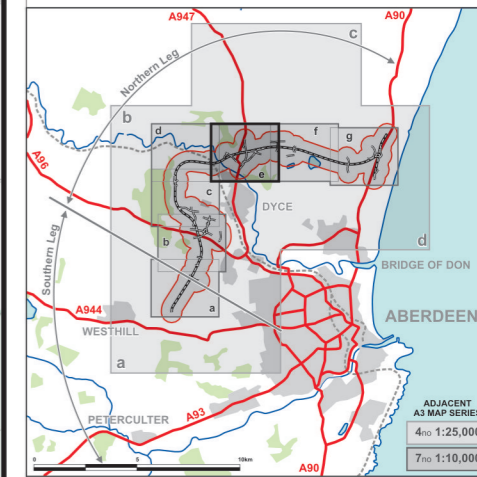 A947
A90
c
Northern Leg
b
d
f
g
A96
e
c
DYCE
b
d
Southern Leg
BRIDGE OF DON
A944
a
ABERDEEN
WESTHILL
a
ADJACENT
A3 MAP SERIES
PETERCULTER
A93
4no 1:25,000
7no 1:10,000
0 5 10km
A90